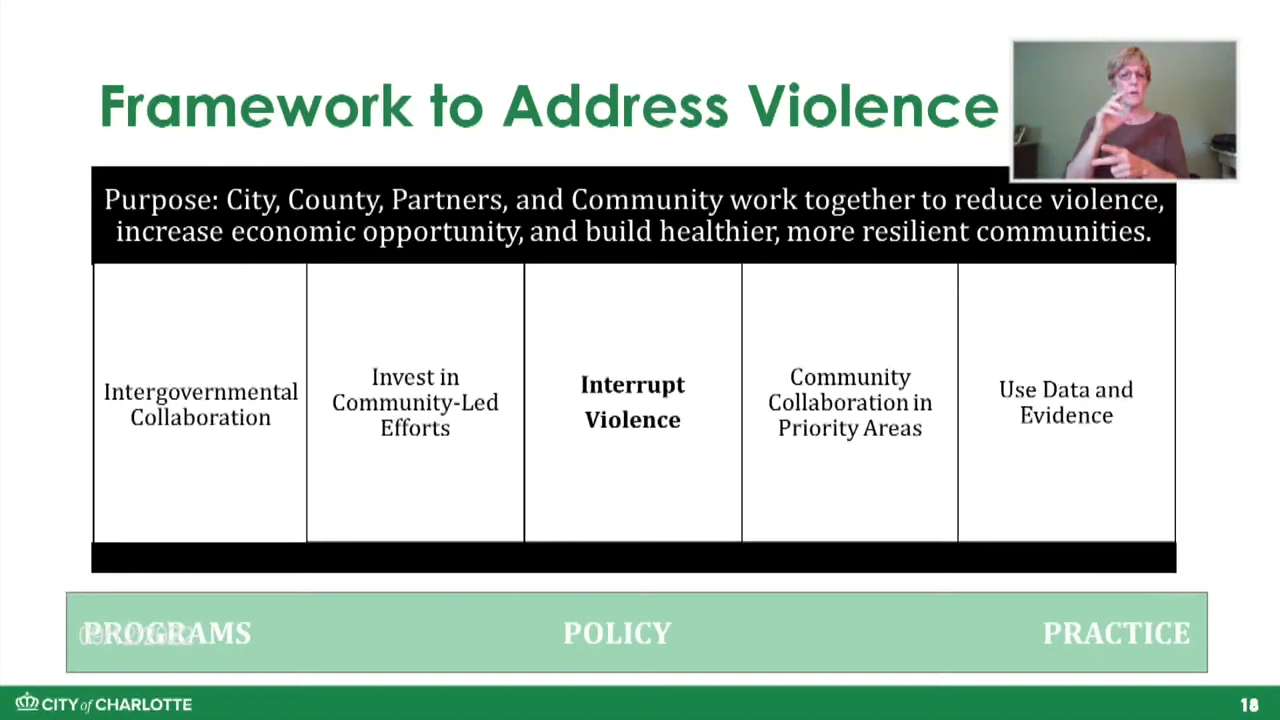 Framework to Address Violence
Purpose: City, County, Partners, and Community work together to reduce violence,
increase economic opportunity, and build healthier, more resilient communities.
Intergovernmental
Collaboration
Invest in
Community-Led
Efforts
Interrupt
Violence
Community
Collaboration in
Priority Areas
Use Data and
Evidence
PROGRAMS
POLICY
PRACTICE
CITY of CHARLOTTE
18